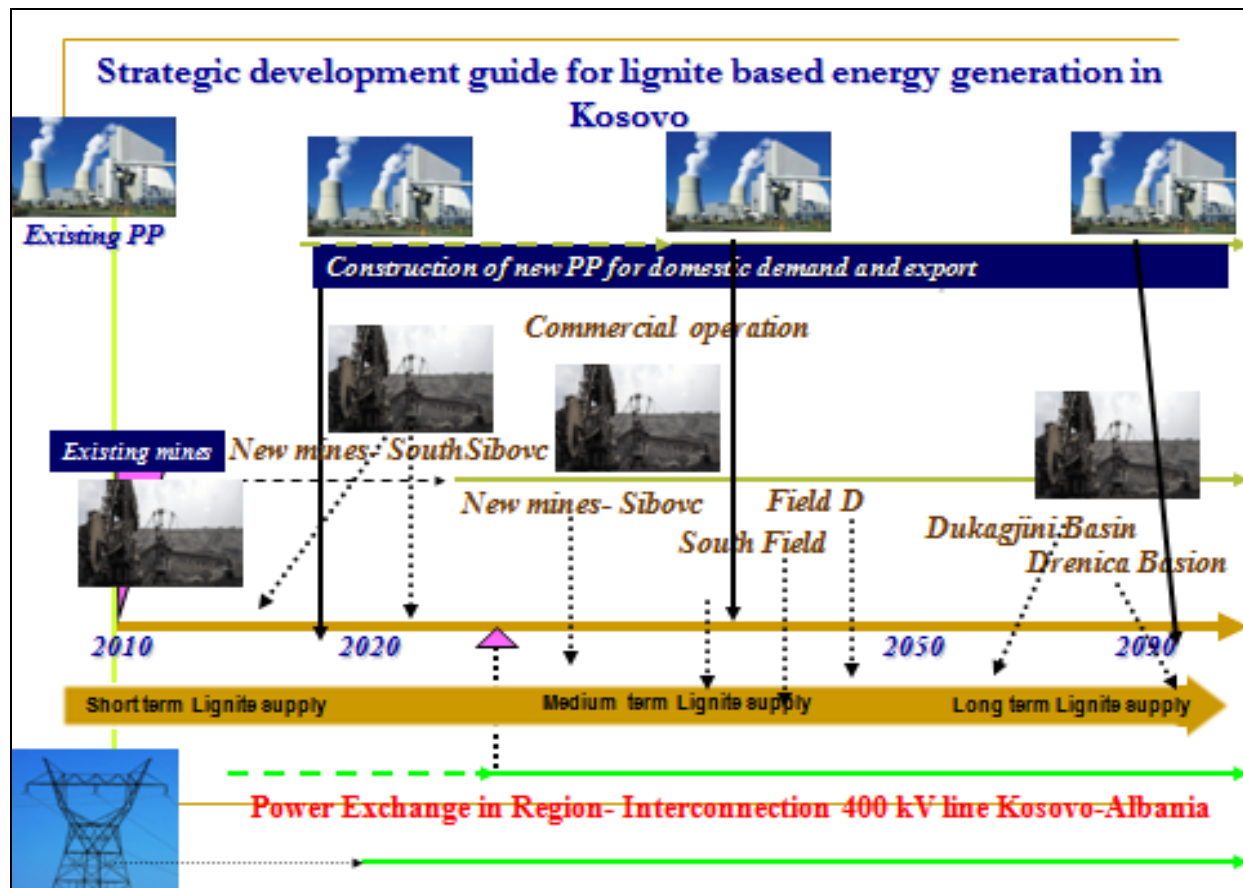 Strategic development guide for lignite based energy generation in
Kosovo
Existing PP
Construction of new PP for domestic demand and export
Commercial operation
Existing mines
New mines- South Sibovc
New mines- Sibovc
Field D
South Field
Dukagjini Basin
Drenica Basion
2010
2020
2050
2090
Short term Lignite supply
Medium term Lignite supply
Long term Lignite supply
Power Exchange in Region- Interconnection 400 kV line Kosovo-Albania